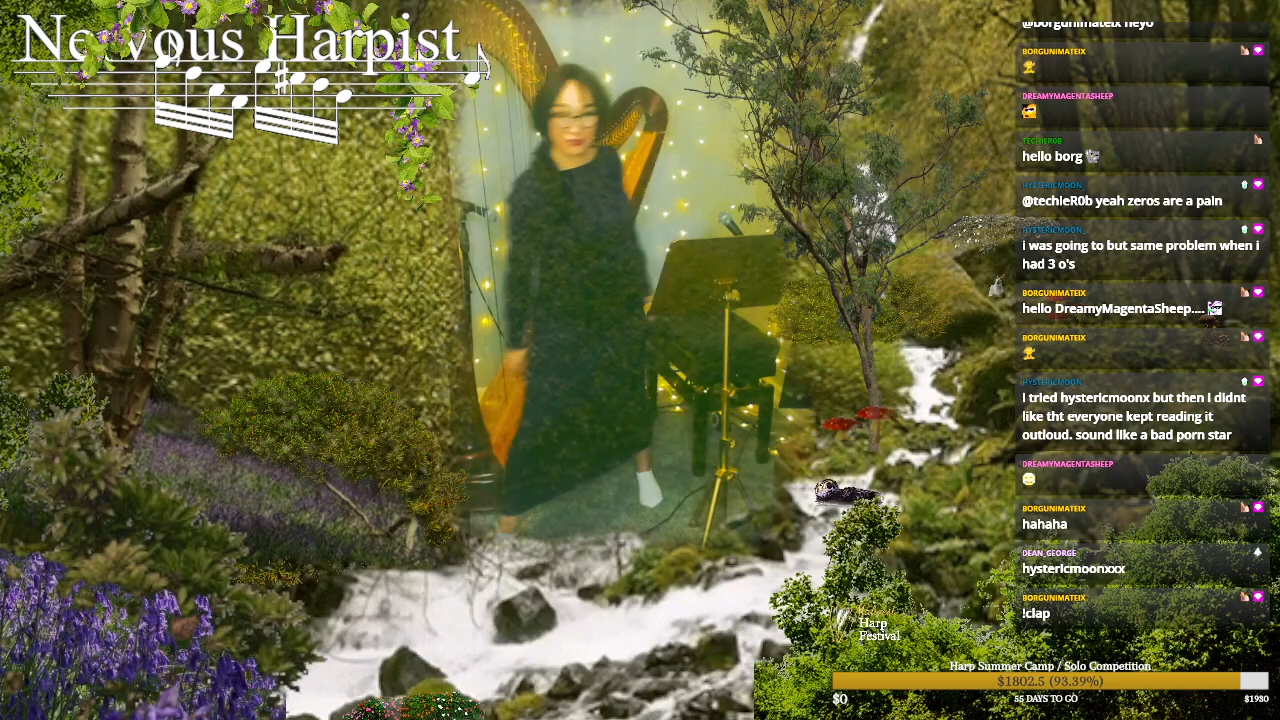 Nervous Harpist
@borgunimateix heyo
BORGUNIMATEIX
DREAMYMAGENTASHEEP
TECHIER0B
hello borg
HYSTERICMOON_
@techieR0b yeah zeros are a pain
HYSTERICMOON_
i was going to but same problem when i
had 3 o's
BORGUNIMATEIX
hello DreamyMagentaSheep....
BORGUNIMATEIX
HYSTERICMOON_
I tried hystericmoonx but then I didnt
like tht everyone kept reading it
outloud. sound like a bad porn star
DREAMYMAGENTASHEEP
BORGUNIMATEIX
hahaha
DEAN_GEORGE
hystericmoonxxx
BORGUNIMATEIX
!clap
Harp
Festival
Harp Summer Camp / Solo Competition
$1802.5 (93.39%)
$0
55 DAYS TO GO
$1930